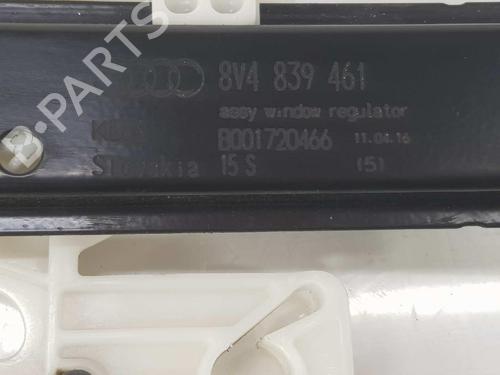 B-PARTS
8V4 839 461
assy window regulator
B001720466 11.04.16
Slovakia 15 S (5)